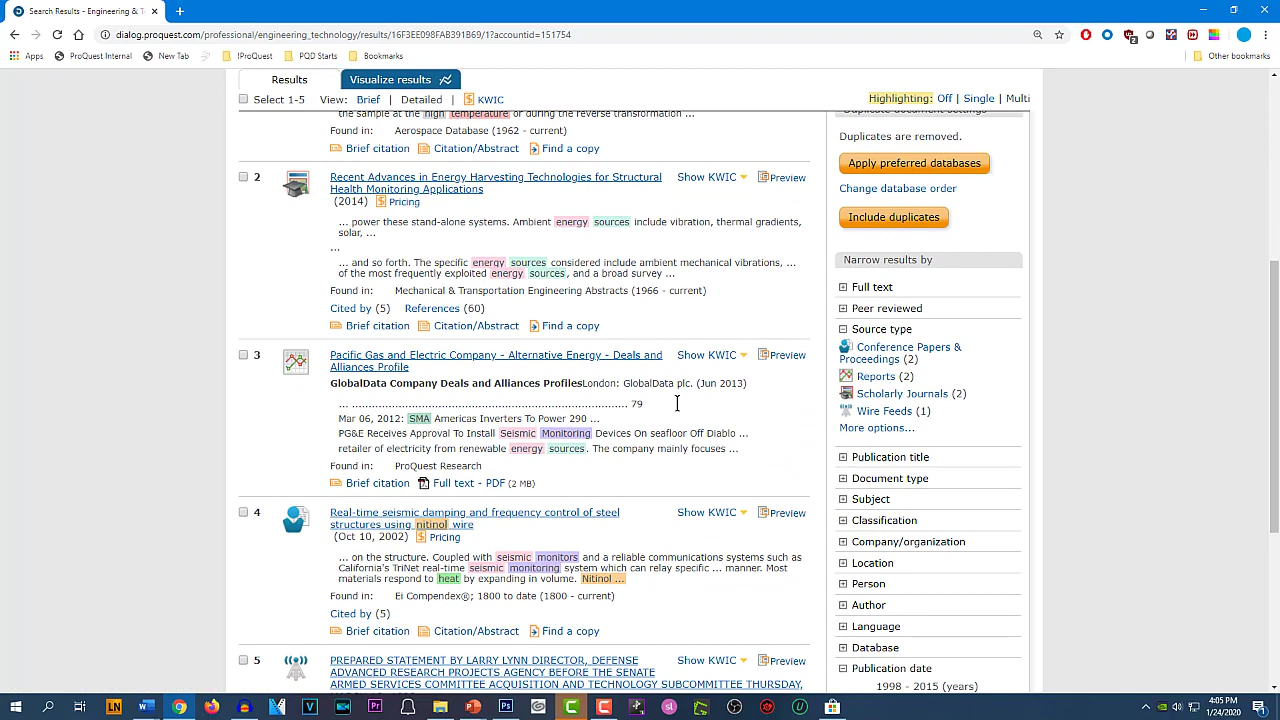 Search Results - Engineering & T
dialog.proquest.com/professional/engineering_technology/results/16F3EE098FAB391B69/1?accountid=151754
Apps ProQuest Internal New Tab !ProQuest PQD Starts Bookmarks Other bookmarks
Results Visualize results
Select 1-5 View: Brief | Detailed | KWIC Highlighting: Off | Single | Multi
the sample at the high temperature or during the reverse transformation ...
Found in: Aerospace Database (1962 - current)
Brief citation Citation/Abstract Find a copy
2 Recent Advances in Energy Harvesting Technologies for Structural Show KWIC Preview
Health Monitoring Applications
(2014) Pricing
... power these stand-alone systems. Ambient energy sources include vibration, thermal gradients,
solar, ...
...
... and so forth. The specific energy sources considered include ambient mechanical vibrations, ...
of the most frequently exploited energy sources, and a broad survey ...
Found in: Mechanical & Transportation Engineering Abstracts (1966 - current)
Cited by (5) References (60)
Brief citation Citation/Abstract Find a copy
3 Pacific Gas and Electric Company - Alternative Energy - Deals and Show KWIC Preview
Alliances Profile
GlobalData Company Deals and Alliances ProfilesLondon: GlobalData plc. (Jun 2013)
... .................................................................................... 79
Mar 06, 2012: SMA Americas Inverters To Power 290 ...
PG&E Receives Approval To Install Seismic Monitoring Devices On seafloor Off Diablo ...
retailer of electricity from renewable energy sources. The company mainly focuses ...
Found in: ProQuest Research
Brief citation Full text - PDF (2 MB)
4 Real-time seismic damping and frequency control of steel Show KWIC Preview
structures using nitinol wire
(Oct 10, 2002) Pricing
... on the structure. Coupled with seismic monitors and a reliable communications systems such as
California's TriNet real-time seismic monitoring system which can relay specific ... manner. Most
materials respond to heat by expanding in volume. Nitinol ...
Found in: Ei Compendex®; 1800 to date (1800 - current)
Cited by (5)
Brief citation Citation/Abstract Find a copy
5 PREPARED STATEMENT BY LARRY LYNN DIRECTOR, DEFENSE Show KWIC Preview
ADVANCED RESEARCH PROJECTS AGENCY BEFORE THE SENATE
ARMED SERVICES COMMITTEE ACQUISITION AND TECHNOLOGY SUBCOMMITTEE THURSDAY,
Duplicate document settings
Duplicates are removed.
Apply preferred databases
Change database order
Include duplicates
Narrow results by
Full text
Peer reviewed
Source type
Conference Papers &
Proceedings (2)
Reports (2)
Scholarly Journals (2)
Wire Feeds (1)
More options...
Publication title
Document type
Subject
Classification
Company/organization
Location
Person
Author
Language
Database
Publication date
1998 - 2015 (years)
4:05 PM
1/24/2020